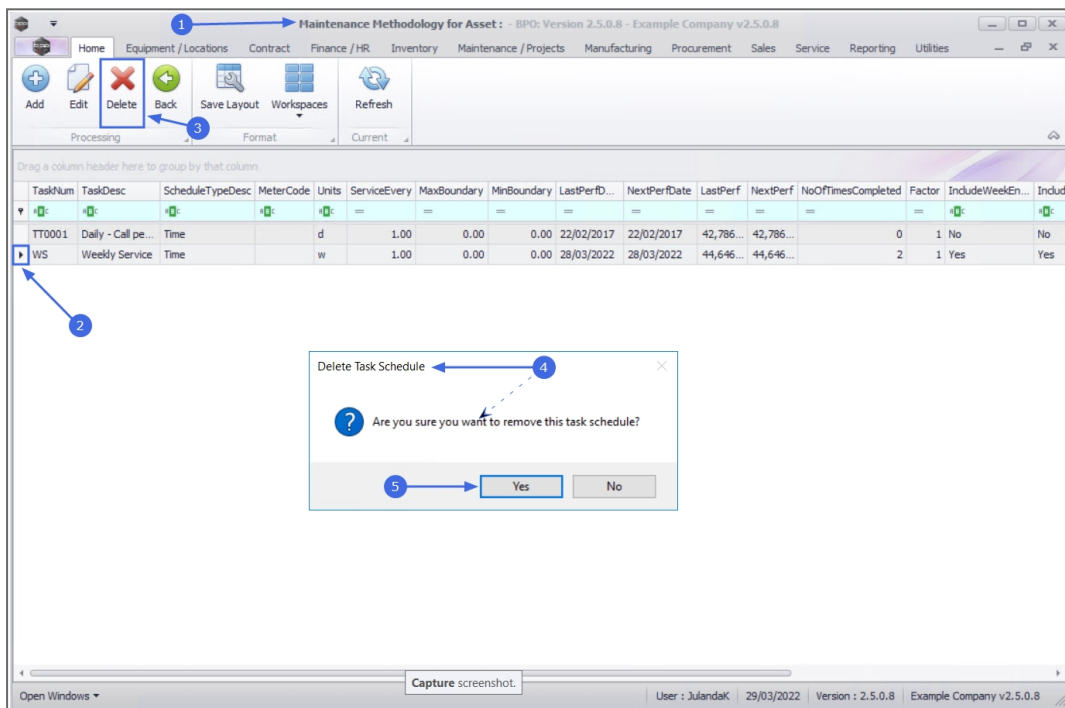 1
Maintenance Methodology for Asset : - BPO: Version 2.5.0.8 - Example Company v2.5.0.8
Home Equipment / Locations Contract Finance / HR Inventory Maintenance / Projects Manufacturing Procurement Sales Service Reporting Utilities
Add Edit Delete Back Save Layout Workspaces Refresh
3
Processing Format Current
Drag a column header here to group by that column
TaskNum TaskDesc ScheduleTypeDesc MeterCode Units ServiceEvery MaxBoundary MinBoundary LastPerfD... NextPerfDate LastPerf NextPerf NoOfTimesCompleted Factor IncludeWeekEn... Includ
= = = = = = = = =
TT0001 Daily - Call pe... Time d 1.00 0.00 0.00 22/02/2017 22/02/2017 42,786... 42,786... 0 1 No No
WS Weekly Service Time w 1.00 0.00 0.00 28/03/2022 28/03/2022 44,646... 44,646... 2 1 Yes Yes
2
Delete Task Schedule
4
? Are you sure you want to remove this task schedule?
5
Yes No
Capture screenshot.
Open Windows User : JulandaK 29/03/2022 Version : 2.5.0.8 Example Company v2.5.0.8